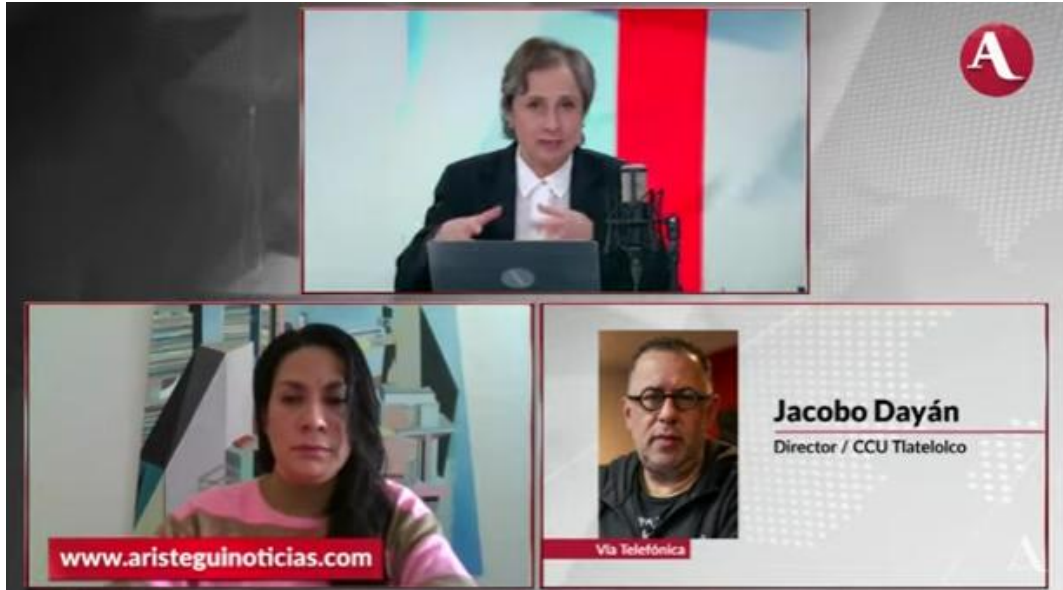 A
Jacobo Dayán
Director / CCU Tlatelolco
Vía Telefónica
www.aristeguinoticias.com
A